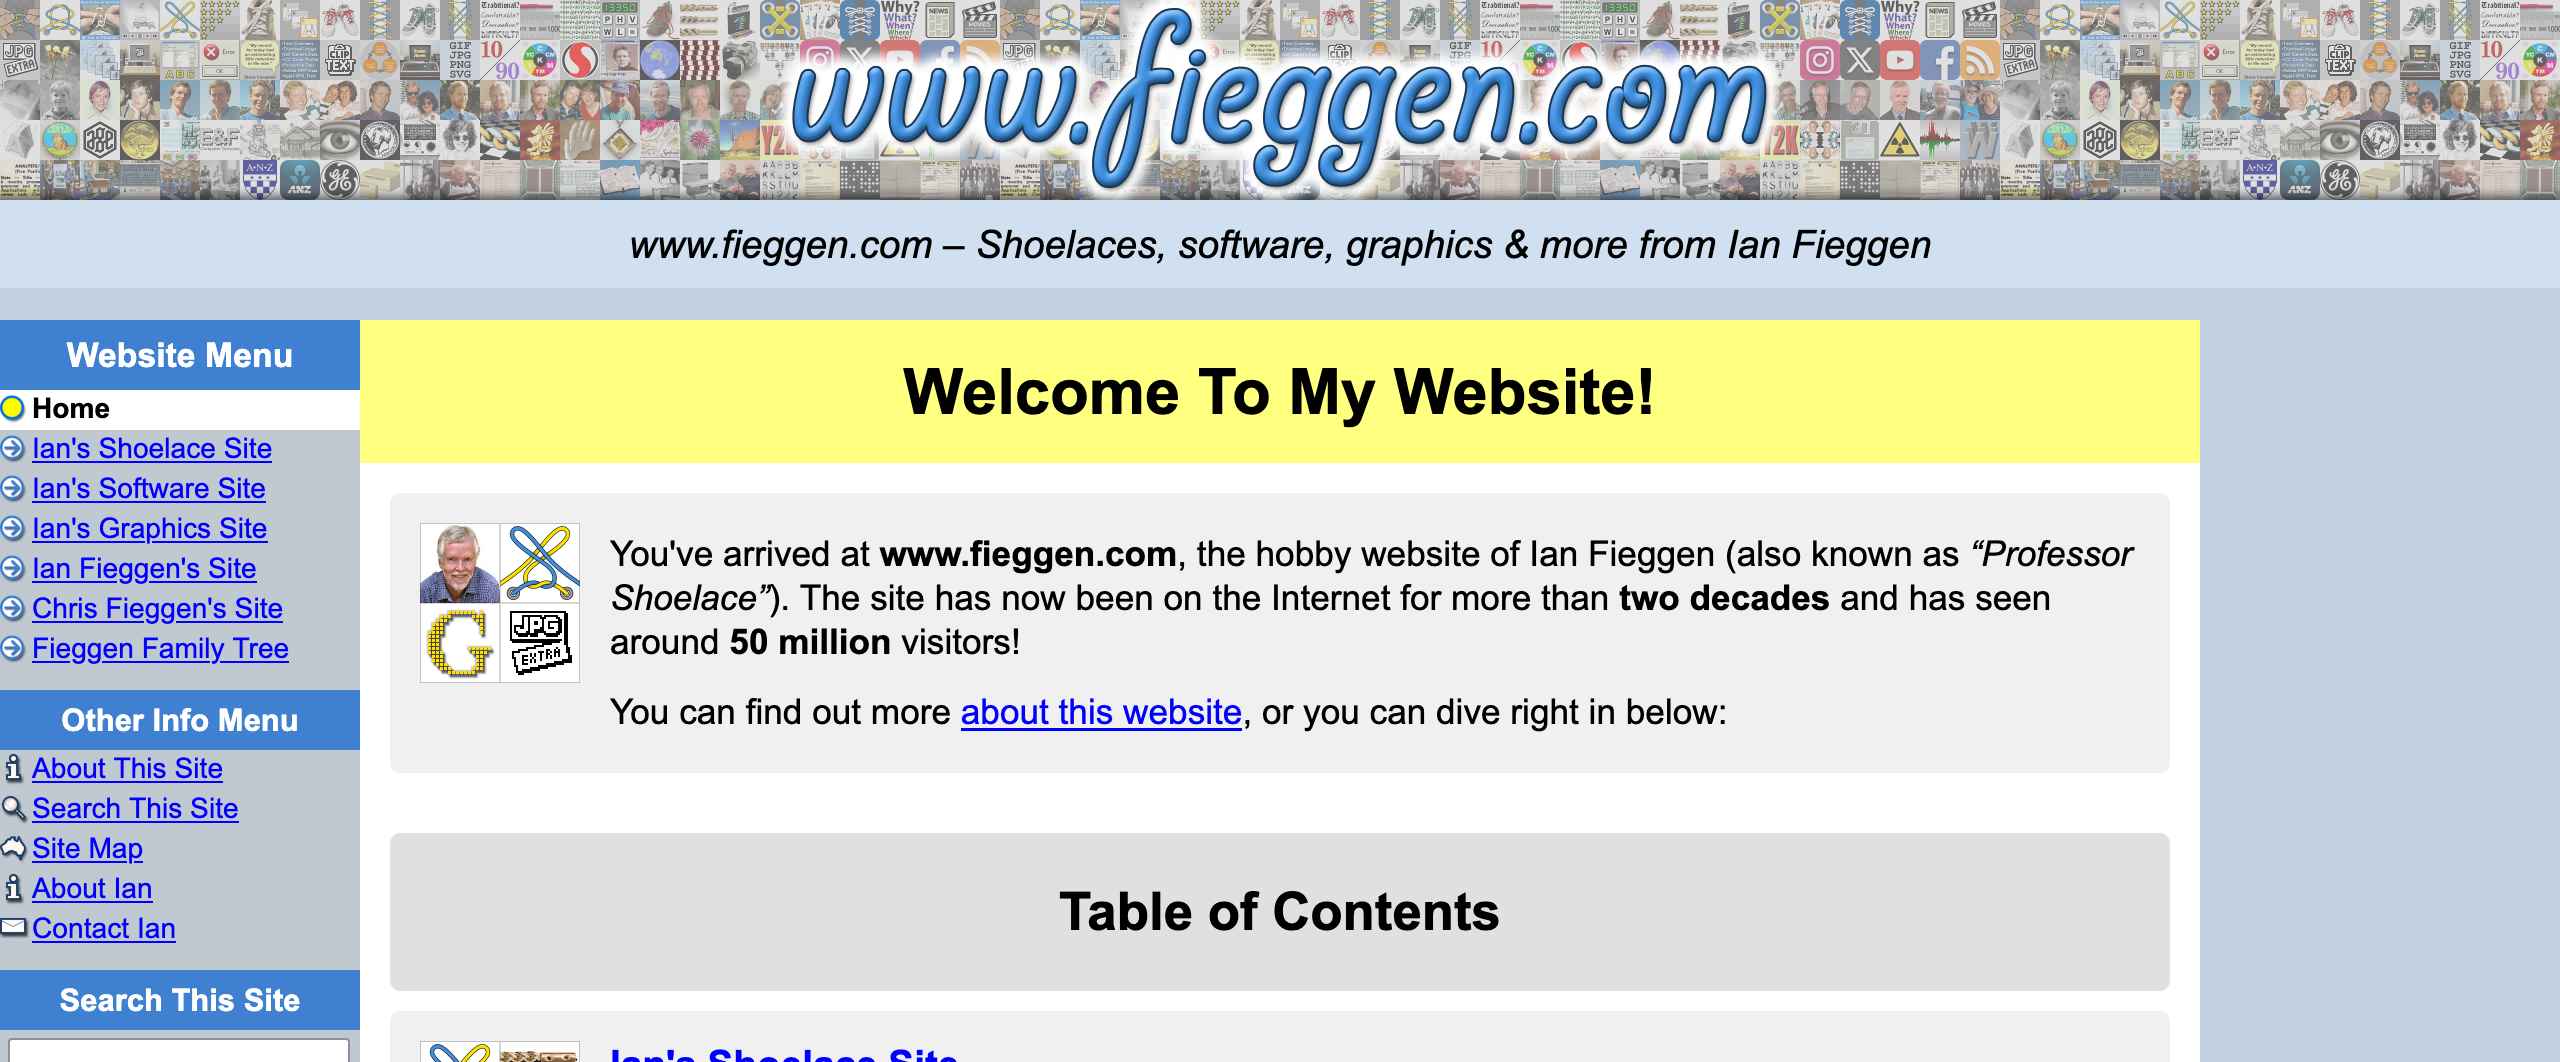 www.fieggen.com
www.fieggen.com – Shoelaces, software, graphics & more from Ian Fieggen
Website Menu
Home
Ian's Shoelace Site
Ian's Software Site
Ian's Graphics Site
Ian Fieggen's Site
Chris Fieggen's Site
Fieggen Family Tree
Other Info Menu
About This Site
Search This Site
Site Map
About Ian
Contact Ian
Search This Site
Welcome To My Website!
JPG
EXTRA
You've arrived at www.fieggen.com, the hobby website of Ian Fieggen (also known as “Professor
Shoelace”). The site has now been on the Internet for more than two decades and has seen
around 50 million visitors!
You can find out more about this website, or you can dive right in below:
Table of Contents
Ian's Shoelace Site